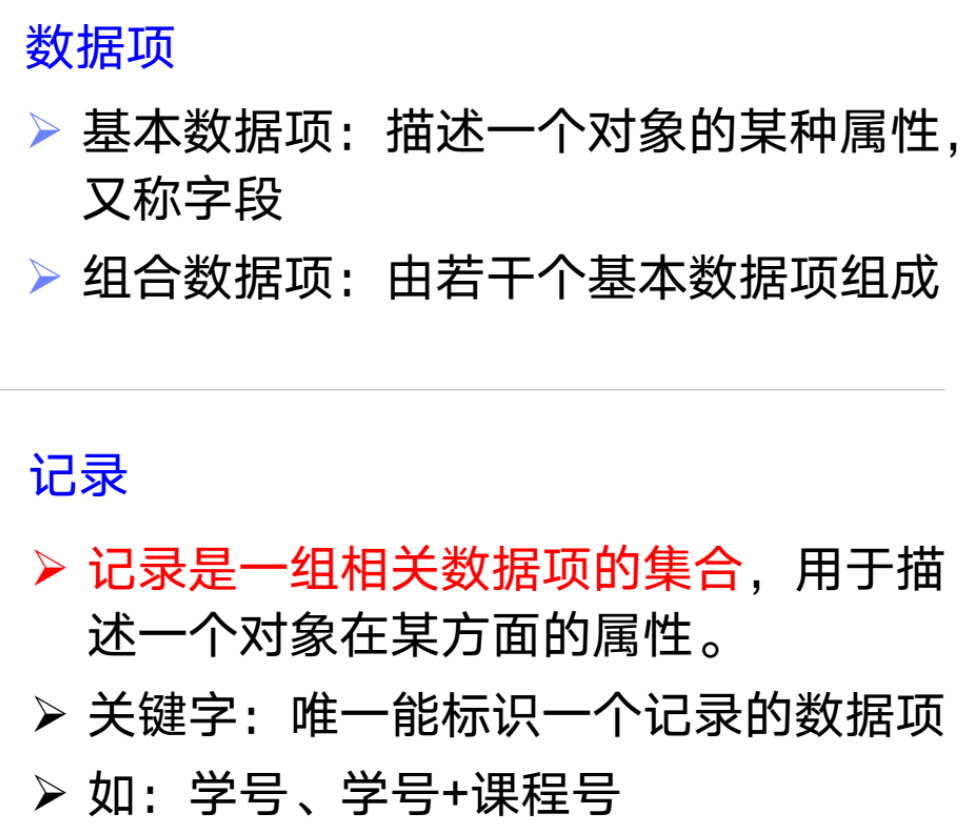 数据项
➢ 基本数据项：描述一个对象的某种属性，
又称字段
➢ 组合数据项：由若干个基本数据项组成
记录
➢ 记录是一组相关数据项的集合，用于描
述一个对象在某方面的属性。
➢ 关键字：唯一能标识一个记录的数据项
➢ 如：学号、学号+课程号